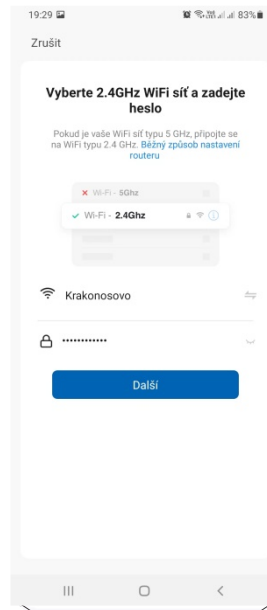 19:29 83%
Zrušit
Vyberte 2.4GHz WiFi síť a zadejte
heslo
Pokud je vaše WiFi síť typu 5 GHz, připojte se
na WiFi typu 2.4 GHz. Běžný způsob nastavení
routeru
Wi-Fi - 5Ghz
Wi-Fi - 2.4Ghz
Krakonosovo
••••••••••••
Další